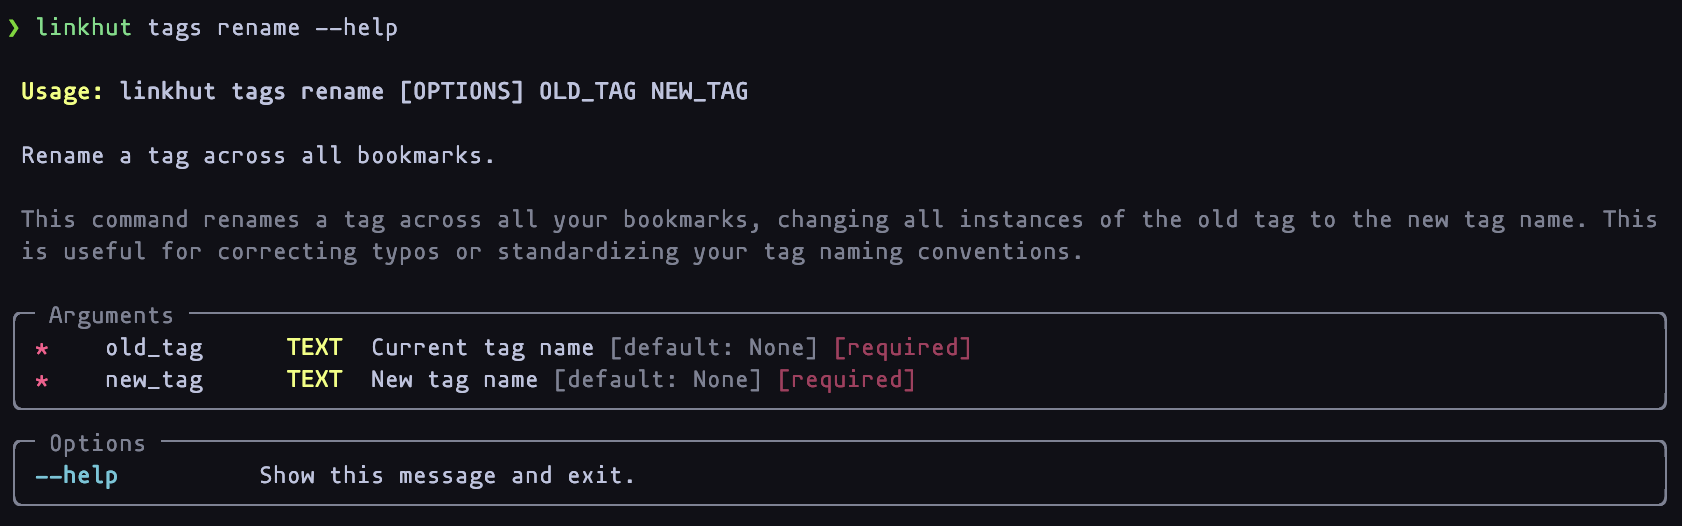 ❯ linkhut tags rename --help
Usage: linkhut tags rename [OPTIONS] OLD_TAG NEW_TAG
Rename a tag across all bookmarks.
This command renames a tag across all your bookmarks, changing all instances of the old tag to the new tag name. This
is useful for correcting typos or standardizing your tag naming conventions.
Arguments
* old_tag TEXT Current tag name [default: None] [required]
* new_tag TEXT New tag name [default: None] [required]
Options
--help Show this message and exit.